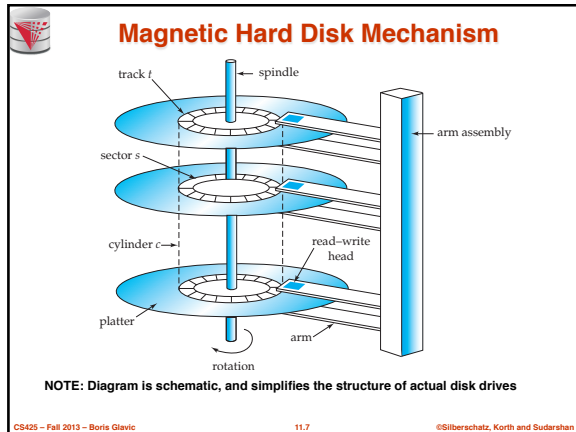 Magnetic Hard Disk Mechanism
track t
spindle
arm assembly
sector s
cylinder c
read–write
head
platter
arm
rotation
NOTE: Diagram is schematic, and simplifies the structure of actual disk drives
CS425 – Fall 2013 – Boris Glavic
11.7
©Silberschatz, Korth and Sudarshan